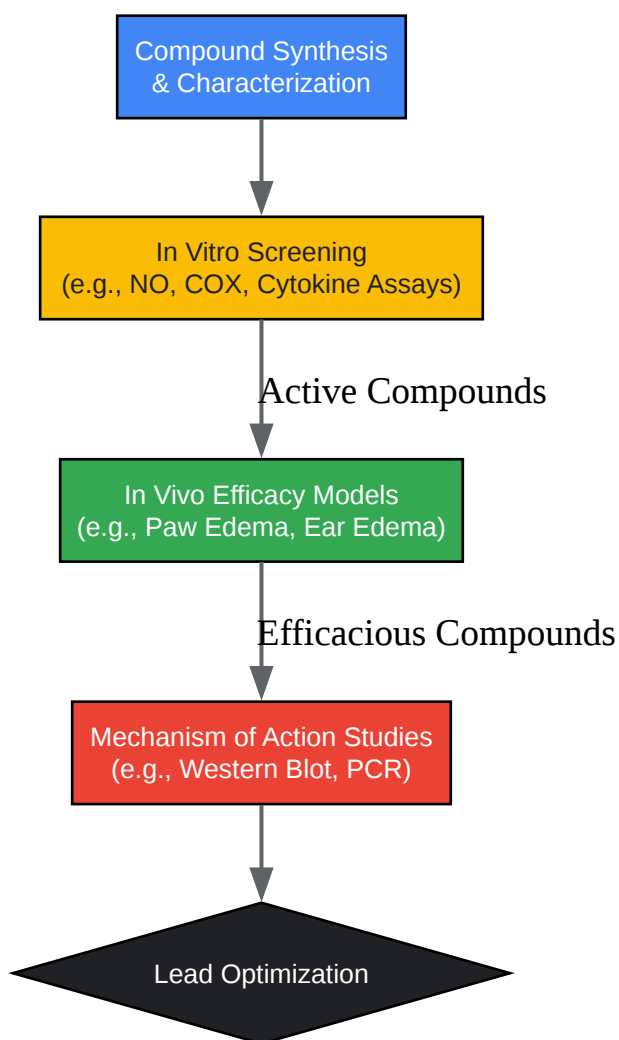 Compound Synthesis
& Characterization
In Vitro Screening
(e.g., NO, COX, Cytokine Assays)
Active Compounds
In Vivo Efficacy Models
(e.g., Paw Edema, Ear Edema)
Efficacious Compounds
Mechanism of Action Studies
(e.g., Western Blot, PCR)
Lead Optimization